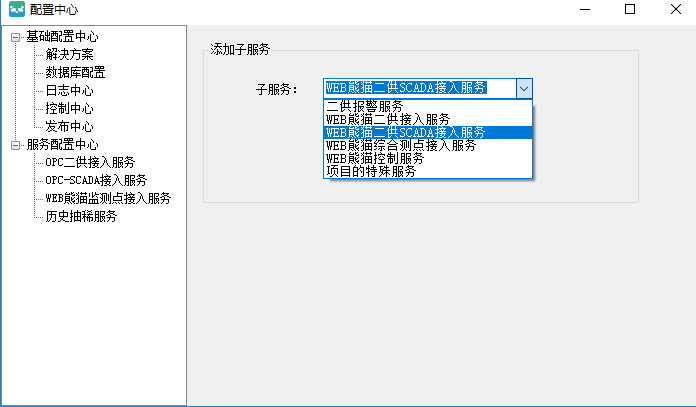 配置中心
基础配置中心
解决方案
数据库配置
日志中心
控制中心
发布中心
服务配置中心
OPC二供接入服务
OPC-SCADA接入服务
WEB熊猫监测点接入服务
历史抽稀服务
添加子服务
子服务: WEB熊猫二供SCADA接入服务
二供报警服务
WEB熊猫二供接入服务
WEB熊猫二供SCADA接入服务
WEB熊猫综合测点接入服务
WEB熊猫控制服务
项目的特殊服务